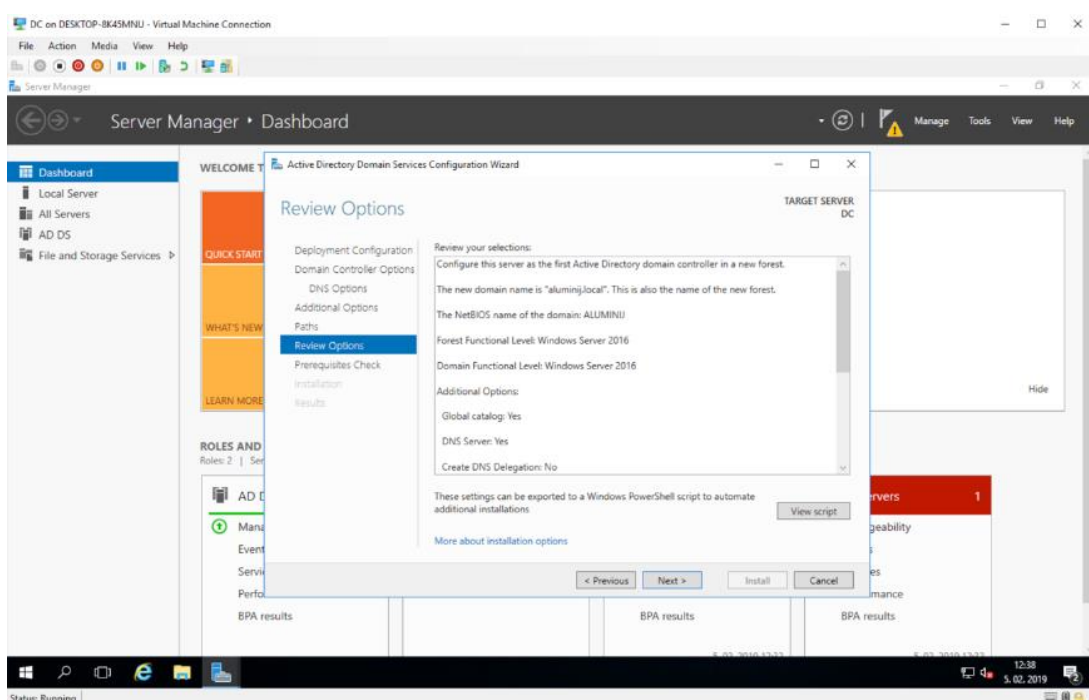 DC on DESKTOP-8K45MNU - Virtual Machine Connection
File Action Media View Help
Server Manager
Server Manager • Dashboard
Manage Tools View Help
Dashboard
Local Server
All Servers
AD DS
File and Storage Services
WELCOME T
QUICK START
WHAT'S NEW
LEARN MORE
Hide
Active Directory Domain Services Configuration Wizard
Review Options
TARGET SERVER
DC
Deployment Configuration
Domain Controller Options
DNS Options
Additional Options
Paths
Review Options
Prerequisites Check
Installation
Results
Review your selections:
Configure this server as the first Active Directory domain controller in a new forest.
The new domain name is "aluminij.local". This is also the name of the new forest.
The NetBIOS name of the domain: ALUMINIJ
Forest Functional Level: Windows Server 2016
Domain Functional Level: Windows Server 2016
Additional Options:
Global catalog: Yes
DNS Server: Yes
Create DNS Delegation: No
These settings can be exported to a Windows PowerShell script to automate
additional installations
View script
More about installation options
< Previous Next > Install Cancel
ROLES AND
Roles: 2 | Ser
AD D
Mana
Event
Servi
Perfo
BPA results
BPA results
ervers 1
geability
es
mance
BPA results
12:38
5. 02. 2019
Status: Running